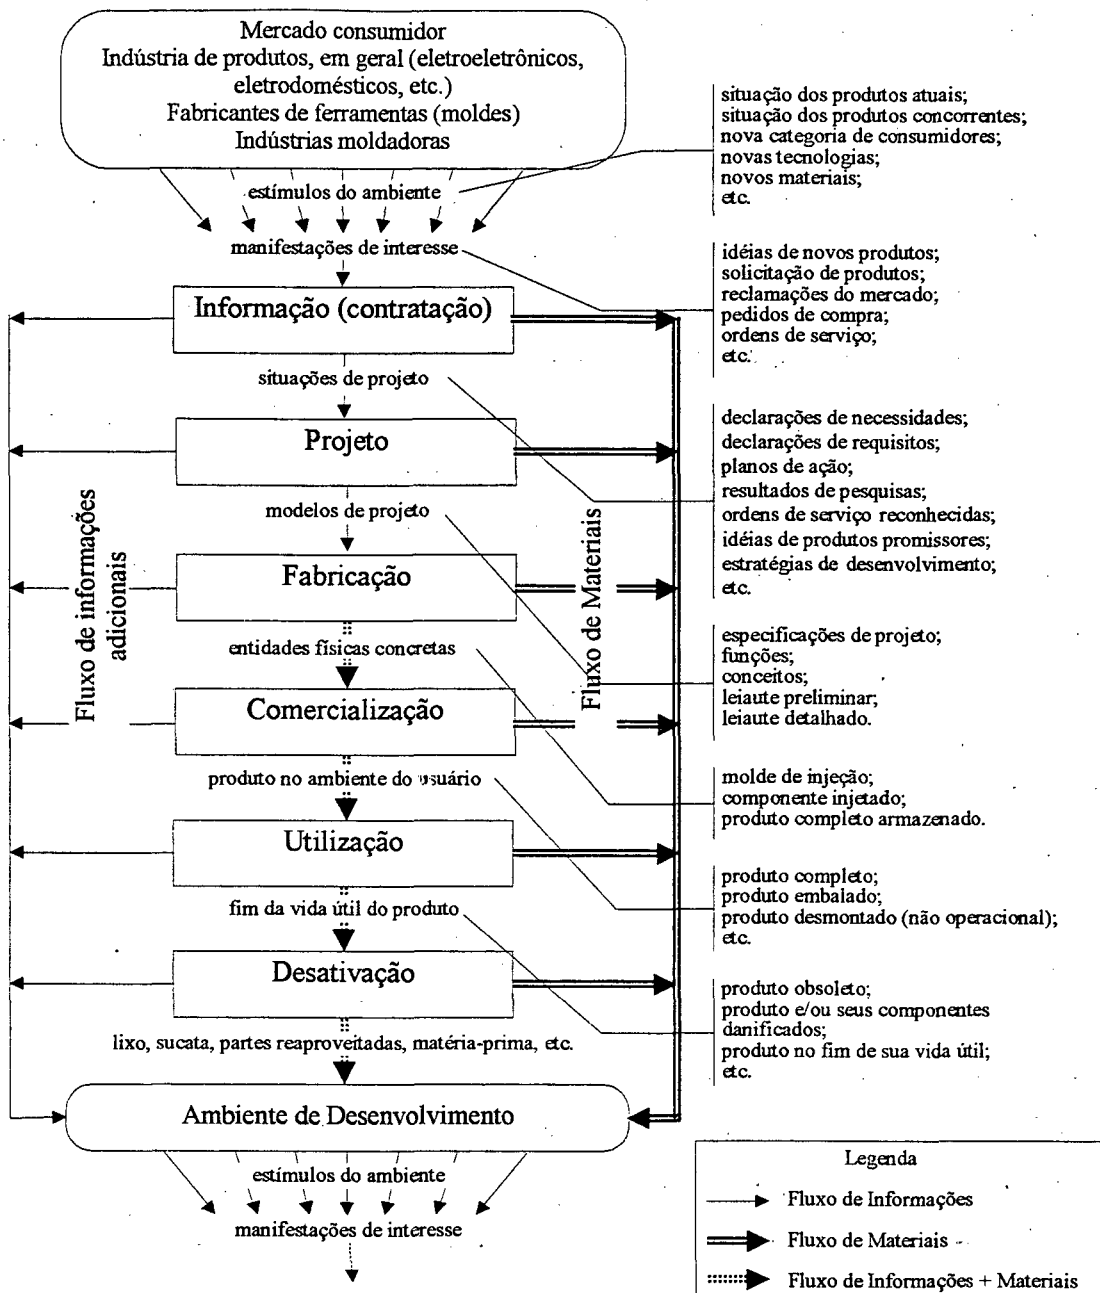 Mercado consumidor
Indústria de produtos, em geral (eletroeletrônicos,
eletrodomésticos, etc.)
Fabricantes de ferramentas (moldes)
Indústrias moldadoras
situação dos produtos atuais;
situação dos produtos concorrentes;
nova categoria de consumidores;
novas tecnologias;
novos materiais;
etc.
estímulos do ambiente
manifestações de interesse
idéias de novos produtos;
solicitação de produtos;
reclamações do mercado;
pedidos de compra;
ordens de serviço;
etc.
Informação (contratação)
situações de projeto
declarações de necessidades;
declarações de requisitos;
planos de ação;
resultados de pesquisas;
ordens de serviço reconhecidas;
idéias de produtos promissores;
estratégias de desenvolvimento;
etc.
Projeto
modelos de projeto
especificações de projeto;
funções;
conceitos;
leiaute preliminar;
leiaute detalhado.
Fabricação
Fluxo de informações
adicionais
Fluxo de Materiais
entidades físicas concretas
molde de injeção;
componente injetado;
produto completo armazenado.
Comercialização
produto no ambiente do usuário
produto completo;
produto embalado;
produto desmontado (não operacional);
etc.
Utilização
fim da vida útil do produto
produto obsoleto;
produto e/ou seus componentes
danificados;
produto no fim de sua vida útil;
etc.
Desativação
lixo, sucata, partes reaproveitadas, matéria-prima, etc.
Ambiente de Desenvolvimento
estímulos do ambiente
manifestações de interesse
Legenda
Fluxo de Informações
Fluxo de Materiais
Fluxo de Informações + Materiais